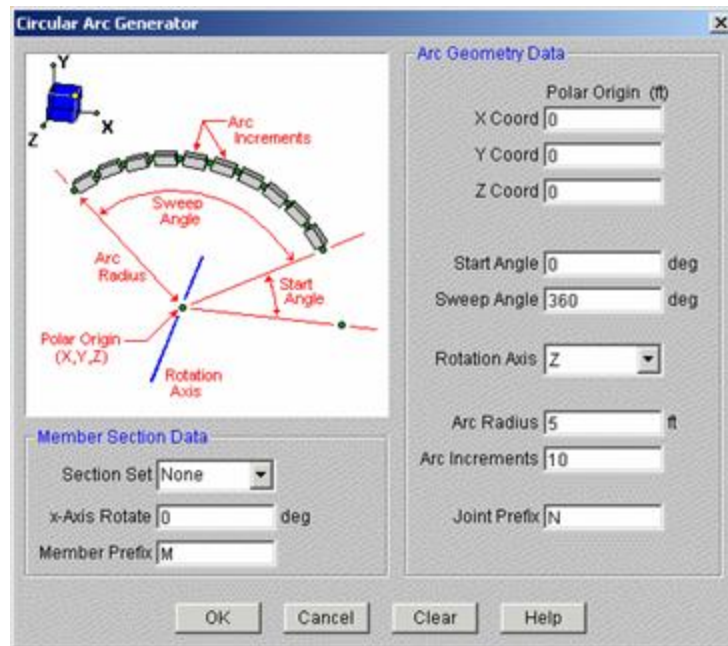 Circular Arc Generator
Y
X
Z
Arc
Increments
Sweep
Angle
Arc
Radius
Start
Angle
Polar Origin
(X,Y,Z)
Rotation
Axis
Member Section Data
Section Set None
x-Axis Rotate 0 deg
Member Prefix M
Arc Geometry Data
Polar Origin (ft)
X Coord 0
Y Coord 0
Z Coord 0
Start Angle 0 deg
Sweep Angle 360 deg
Rotation Axis Z
Arc Radius 5 ft
Arc Increments 10
Joint Prefix N
OK Cancel Clear Help